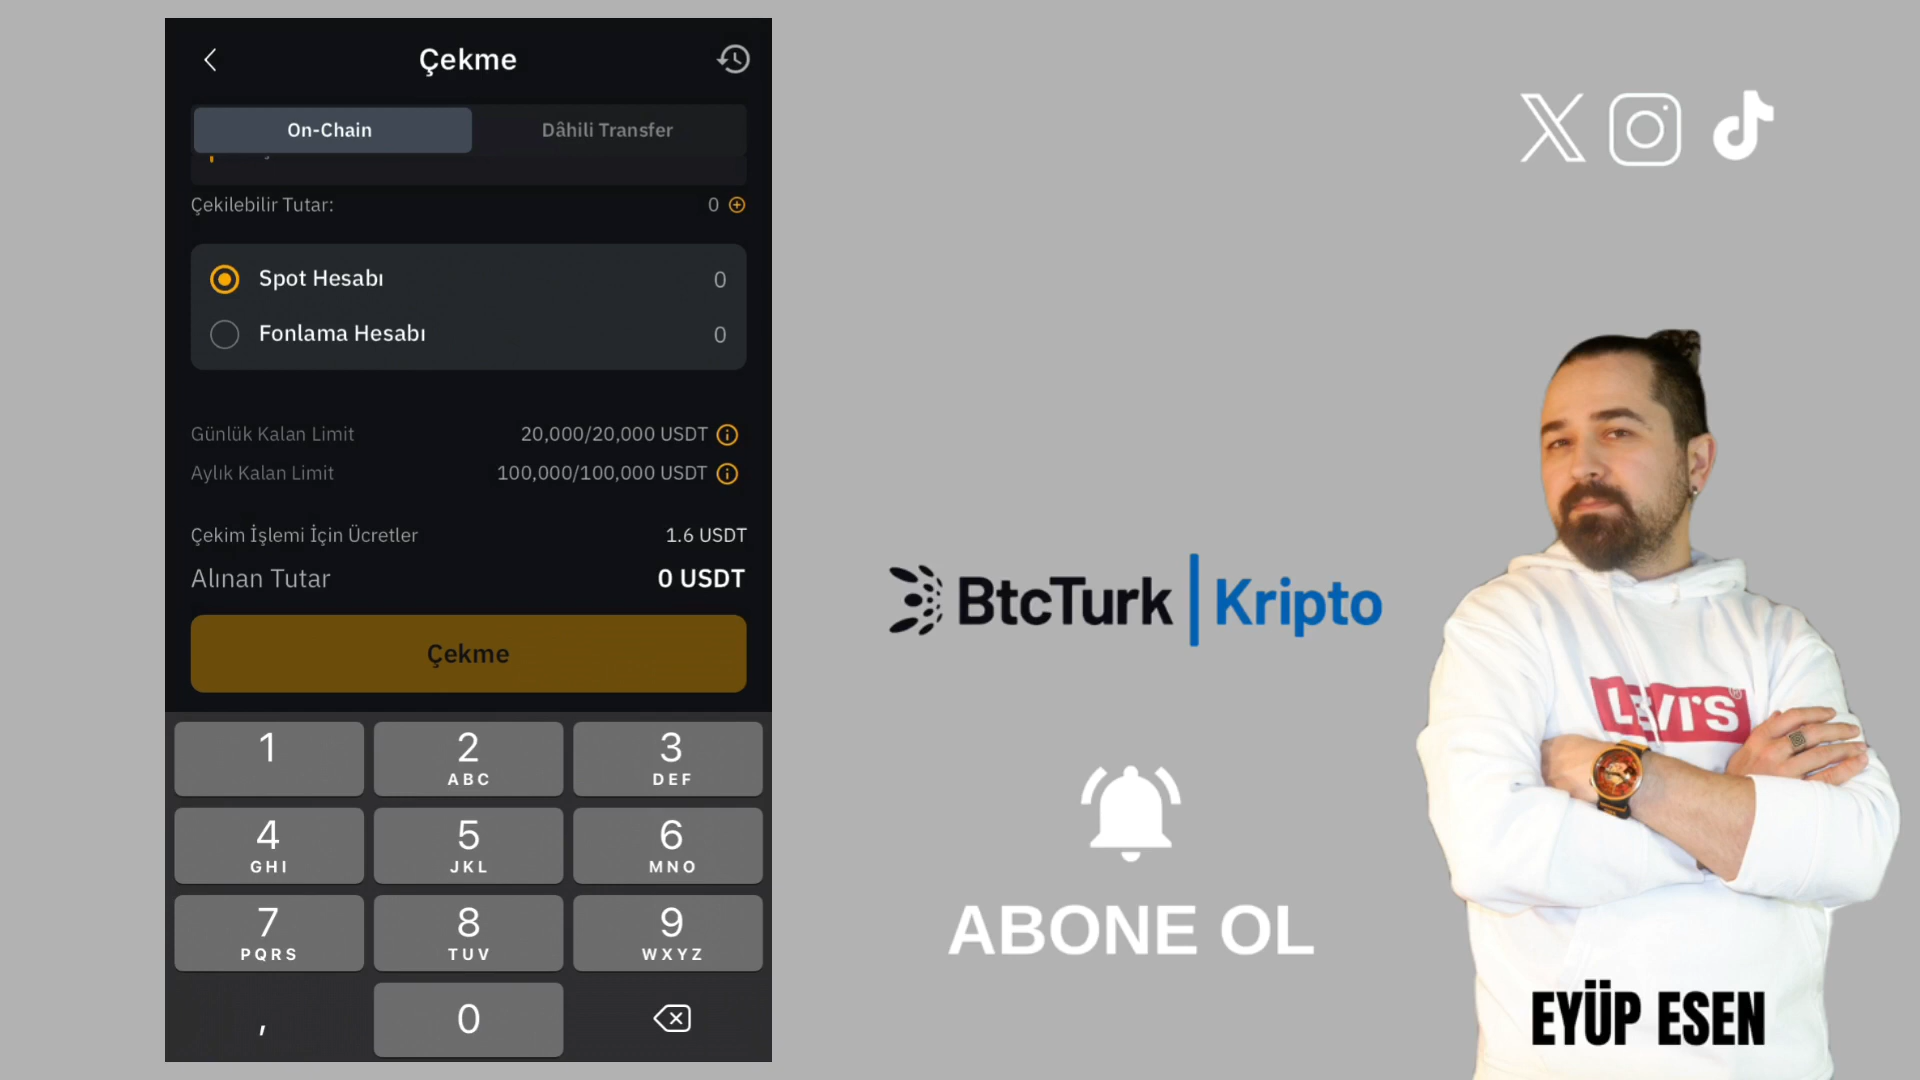 Çekme
On-Chain
Dâhili Transfer
Çekilebilir Tutar:
0
Spot Hesabı
0
Fonlama Hesabı
0
Günlük Kalan Limit
20,000/20,000 USDT
Aylık Kalan Limit
100,000/100,000 USDT
Çekim İşlemi İçin Ücretler
1.6 USDT
Alınan Tutar
0 USDT
Çekme
1
2
ABC
3
DEF
4
GHI
5
JKL
6
MNO
7
PQRS
8
TUV
9
WXYZ
,
0
BtcTurk | Kripto
ABONE OL
LEVI'S
®
EYÜP ESEN